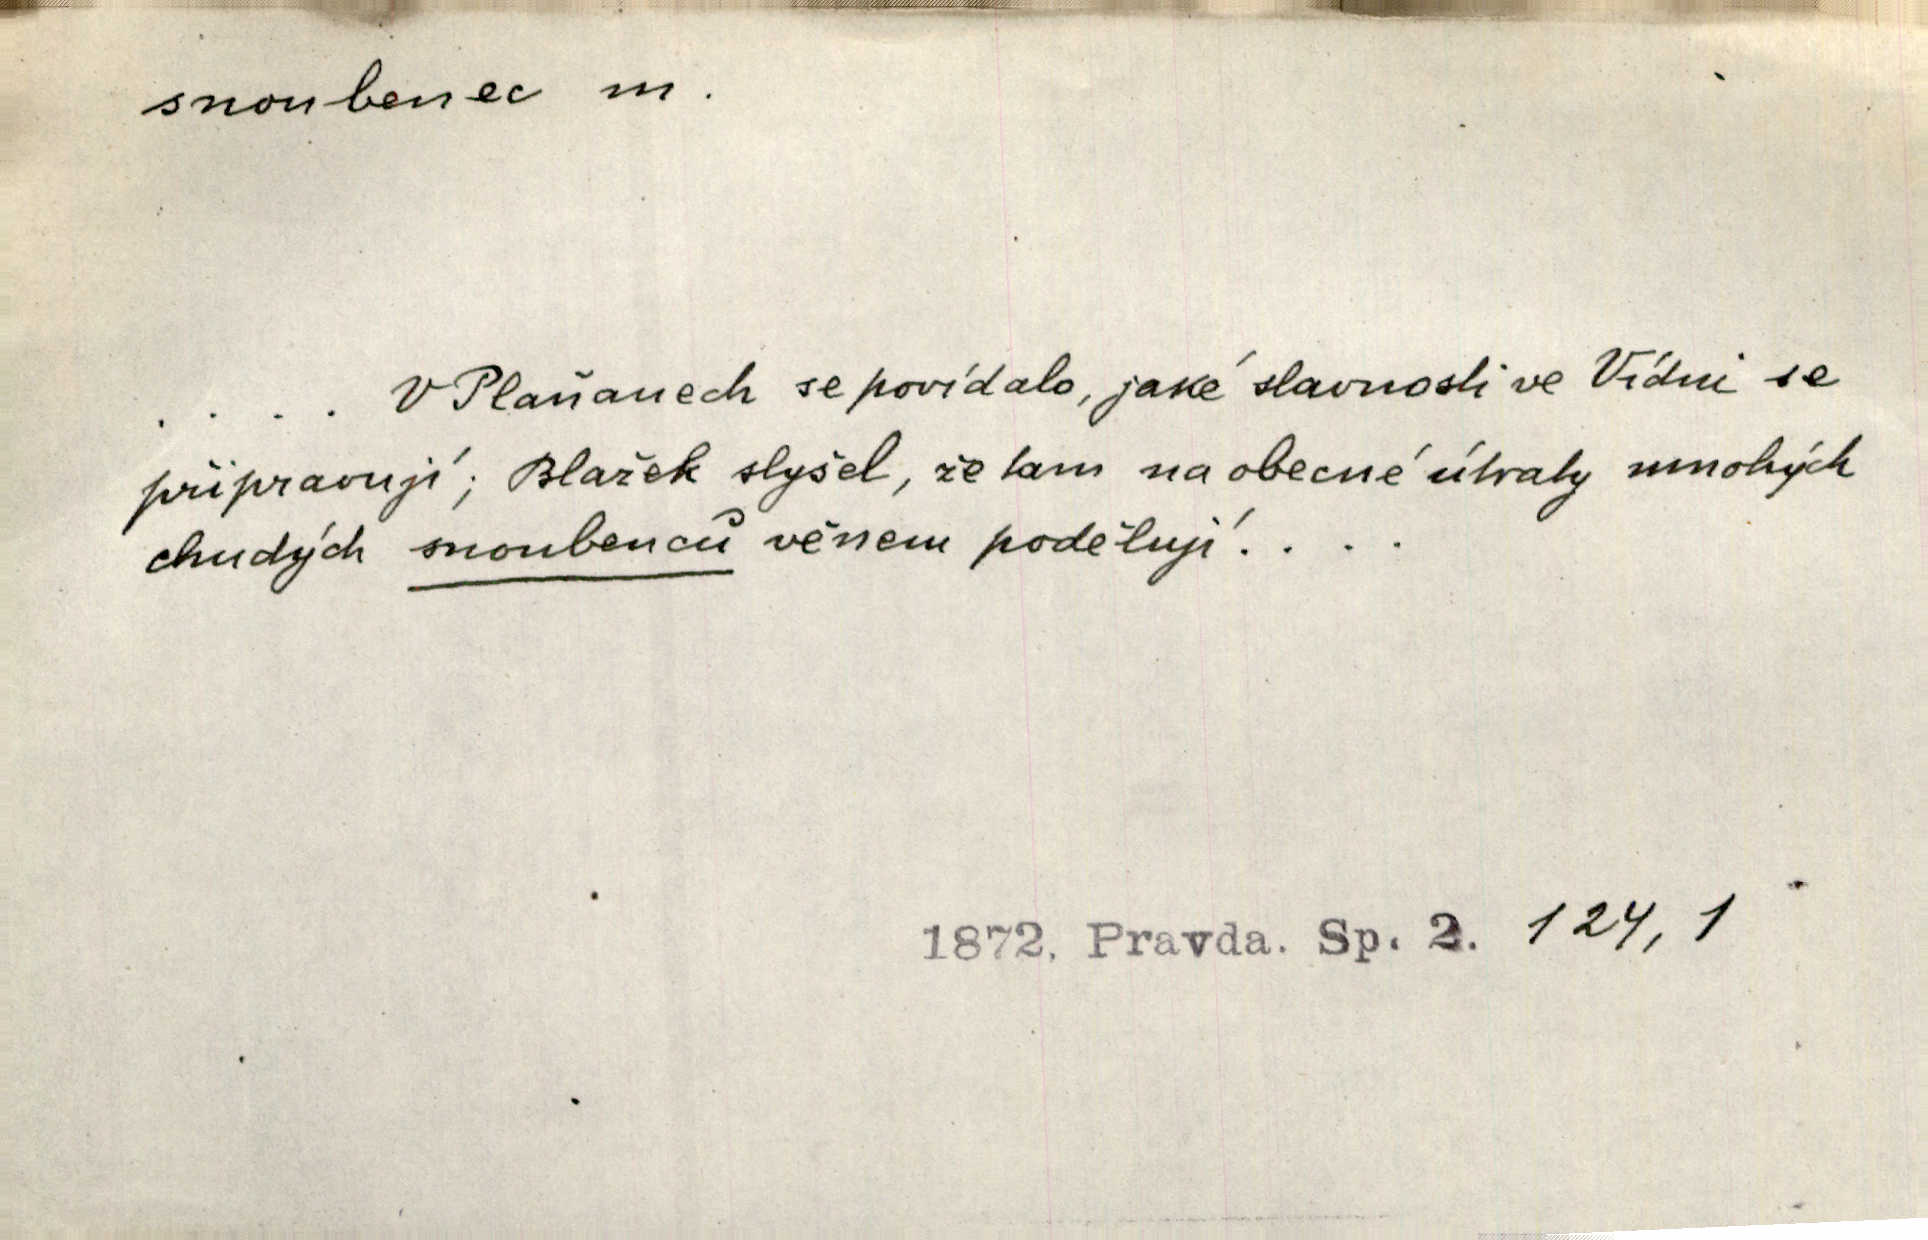 snoubenec m.
. . . . V Plaňanech se povídalo, jaké slavnosti ve Vídni se
připravují; Blažek slyšel, že tam na obecné útraty mnohých
chudých snoubenců věnem podělují. . . .
1872. Pravda. Sp. 2. 124, 1